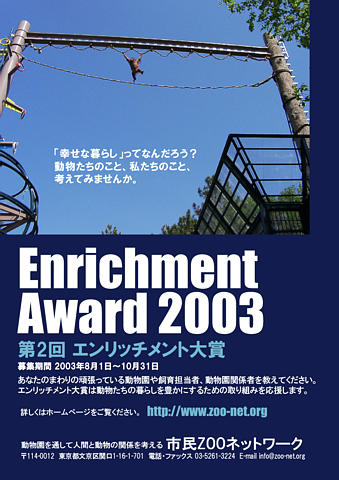 「幸せな暮らし」ってなんだろう？
動物たちのこと、私たちのこと、
考えてみませんか。
Enrichment
Award 2003
第2回 エンリッチメント大賞
募集期間 2003年8月1日～10月31日
あなたのまわりの頑張っている動物園や飼育担当者、動物園関係者を教えてください。
エンリッチメント大賞は動物たちの暮らしを豊かにするための取り組みを応援します。
詳しくはホームページをご覧ください。 http://www.zoo-net.org
動物園を通して人間と動物の関係を考える 市民ZOOネットワーク
〒114-0012 東京都文京区関口1-16-1-701 電話・ファックス 03-5261-3224 E-mail info@zoo-net.org